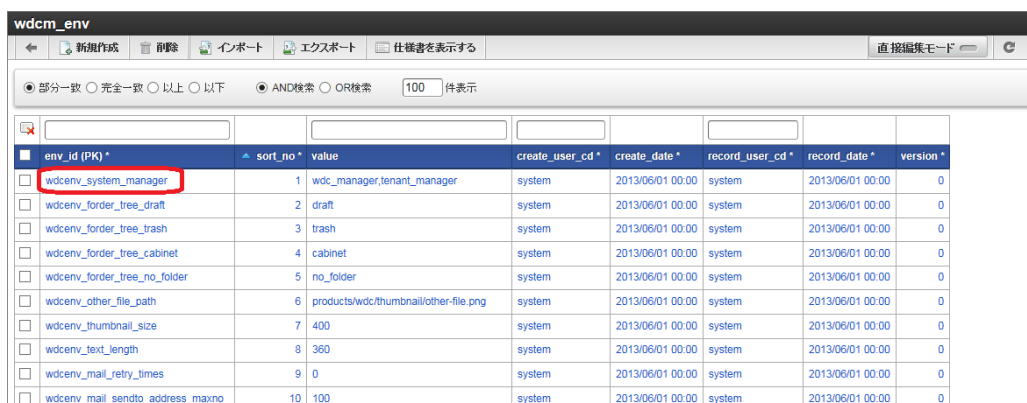 wdcm_env
新規作成 削除 インポート エクスポート 仕様書を表示する 直接編集モード
部分一致 完全一致 以上 以下 AND検索 OR検索 100 件表示
env_id (PK) * sort_no * value create_user_cd * create_date * record_user_cd * record_date * version *
wdcenv_system_manager 1 wdc_manager,tenant_manager system 2013/06/01 00:00 system 2013/06/01 00:00 0
wdcenv_forder_tree_draft 2 draft system 2013/06/01 00:00 system 2013/06/01 00:00 0
wdcenv_forder_tree_trash 3 trash system 2013/06/01 00:00 system 2013/06/01 00:00 0
wdcenv_forder_tree_cabinet 4 cabinet system 2013/06/01 00:00 system 2013/06/01 00:00 0
wdcenv_forder_tree_no_folder 5 no_folder system 2013/06/01 00:00 system 2013/06/01 00:00 0
wdcenv_other_file_path 6 products/wdc/thumbnail/other-file.png system 2013/06/01 00:00 system 2013/06/01 00:00 0
wdcenv_thumbnail_size 7 400 system 2013/06/01 00:00 system 2013/06/01 00:00 0
wdcenv_text_length 8 360 system 2013/06/01 00:00 system 2013/06/01 00:00 0
wdcenv_mail_retry_times 9 0 system 2013/06/01 00:00 system 2013/06/01 00:00 0
wdcenv_mail_sendto_address_maxno 10 100 system 2013/06/01 00:00 system 2013/06/01 00:00 0